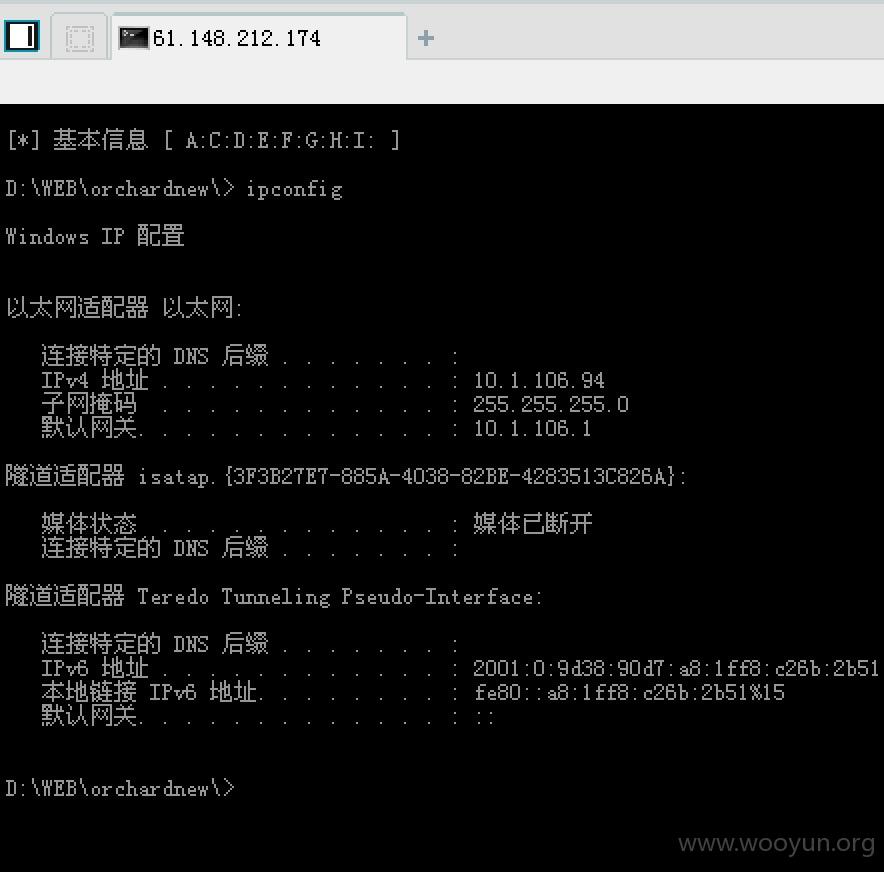 61.148.212.174
[*] 基本信息 [ A:C:D:E:F:G:H:I: ]
D:\WEB\orchardnew\> ipconfig
Windows IP 配置
以太网适配器 以太网:
连接特定的 DNS 后缀 . . . . . . . :
IPv4 地址 . . . . . . . . . . . . : 10.1.106.94
子网掩码 . . . . . . . . . . . . : 255.255.255.0
默认网关. . . . . . . . . . . . . : 10.1.106.1
隧道适配器 isatap.{3F3B27E7-885A-4038-82BE-4283513C826A}:
媒体状态 . . . . . . . . . . . . : 媒体已断开
连接特定的 DNS 后缀 . . . . . . . :
隧道适配器 Teredo Tunneling Pseudo-Interface:
连接特定的 DNS 后缀 . . . . . . . :
IPv6 地址 . . . . . . . . . . . . : 2001:0:9d38:90d7:a8:1ff8:c26b:2b51
本地链接 IPv6 地址. . . . . . . . : fe80::a8:1ff8:c26b:2b51%15
默认网关. . . . . . . . . . . . . : ::
D:\WEB\orchardnew\>
www.wooyun.org